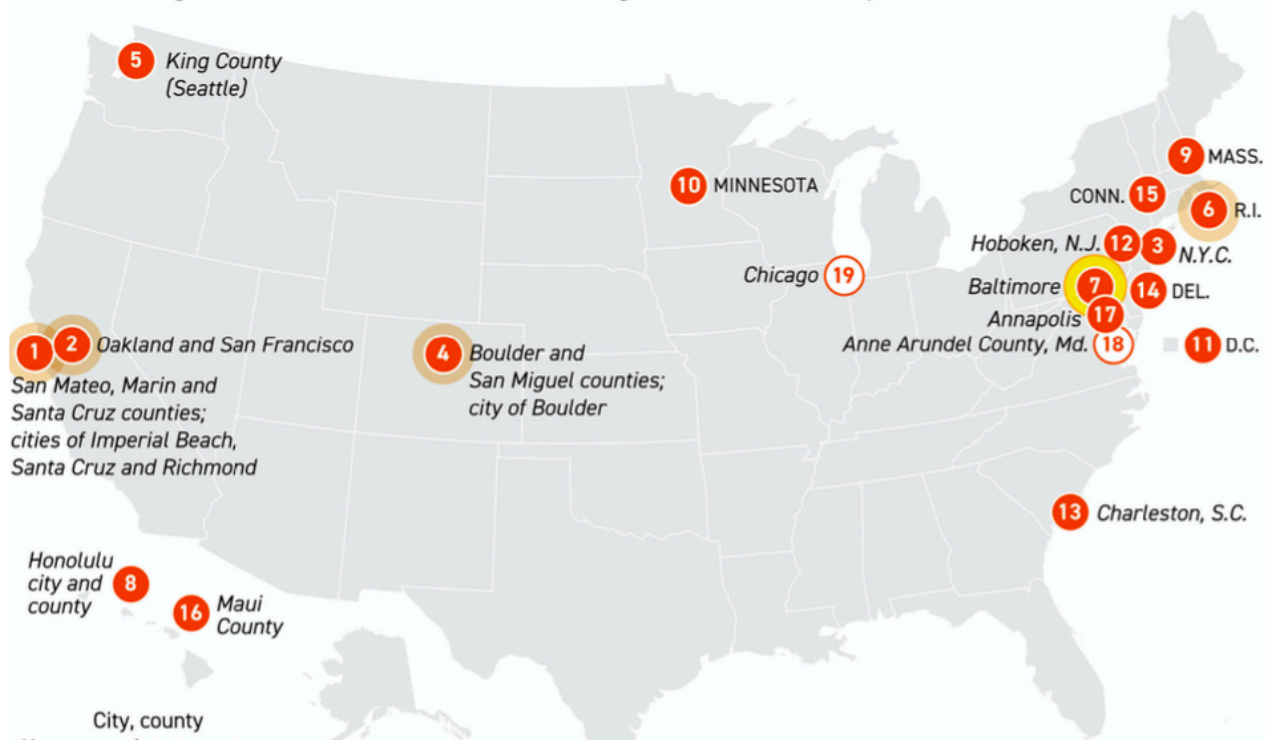 5 King County
(Seattle)
9 MASS.
10 MINNESOTA
CONN. 15
6 R.I.
Hoboken, N.J. 12 3 N.Y.C.
Chicago 19
Baltimore 7
14 DEL.
Annapolis 17
Anne Arundel County, Md. 18
11 D.C.
1 2 Oakland and San Francisco
San Mateo, Marin and
Santa Cruz counties;
cities of Imperial Beach,
Santa Cruz and Richmond
4 Boulder and
San Miguel counties;
city of Boulder
13 Charleston, S.C.
Honolulu
city and
county 8
16 Maui
County
City, county